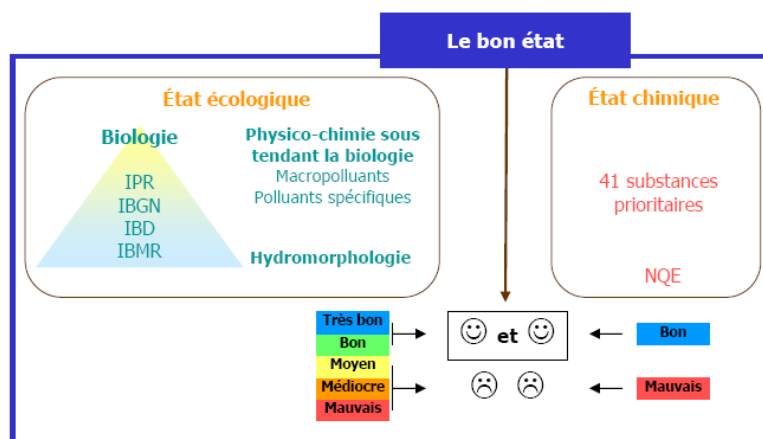 Le bon état
État écologique
Biologie
IPR
IBGN
IBD
IBMR
Physico-chimie sous
tendant la biologie
Macropolluants
Polluants spécifiques
Hydromorphologie
État chimique
41 substances
prioritaires
NQE
Très bon
Bon
Moyen
Médiocre
Mauvais
et
Bon
Mauvais